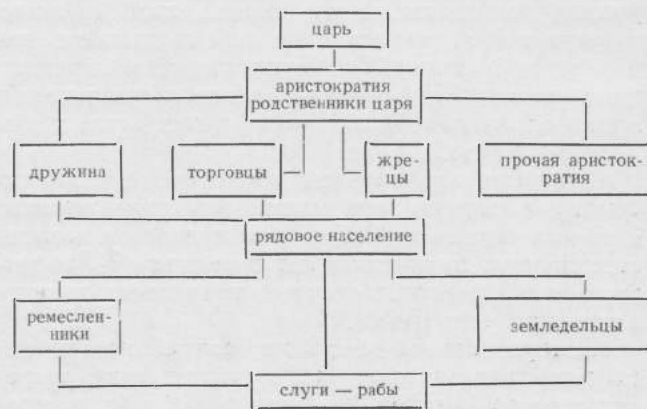 царь
аристократия
родственники царя
дружина
торговцы
жре-
цы
прочая аристок-
ратия
рядовое население
ремеслен-
ники
земледельцы
слуги — рабы